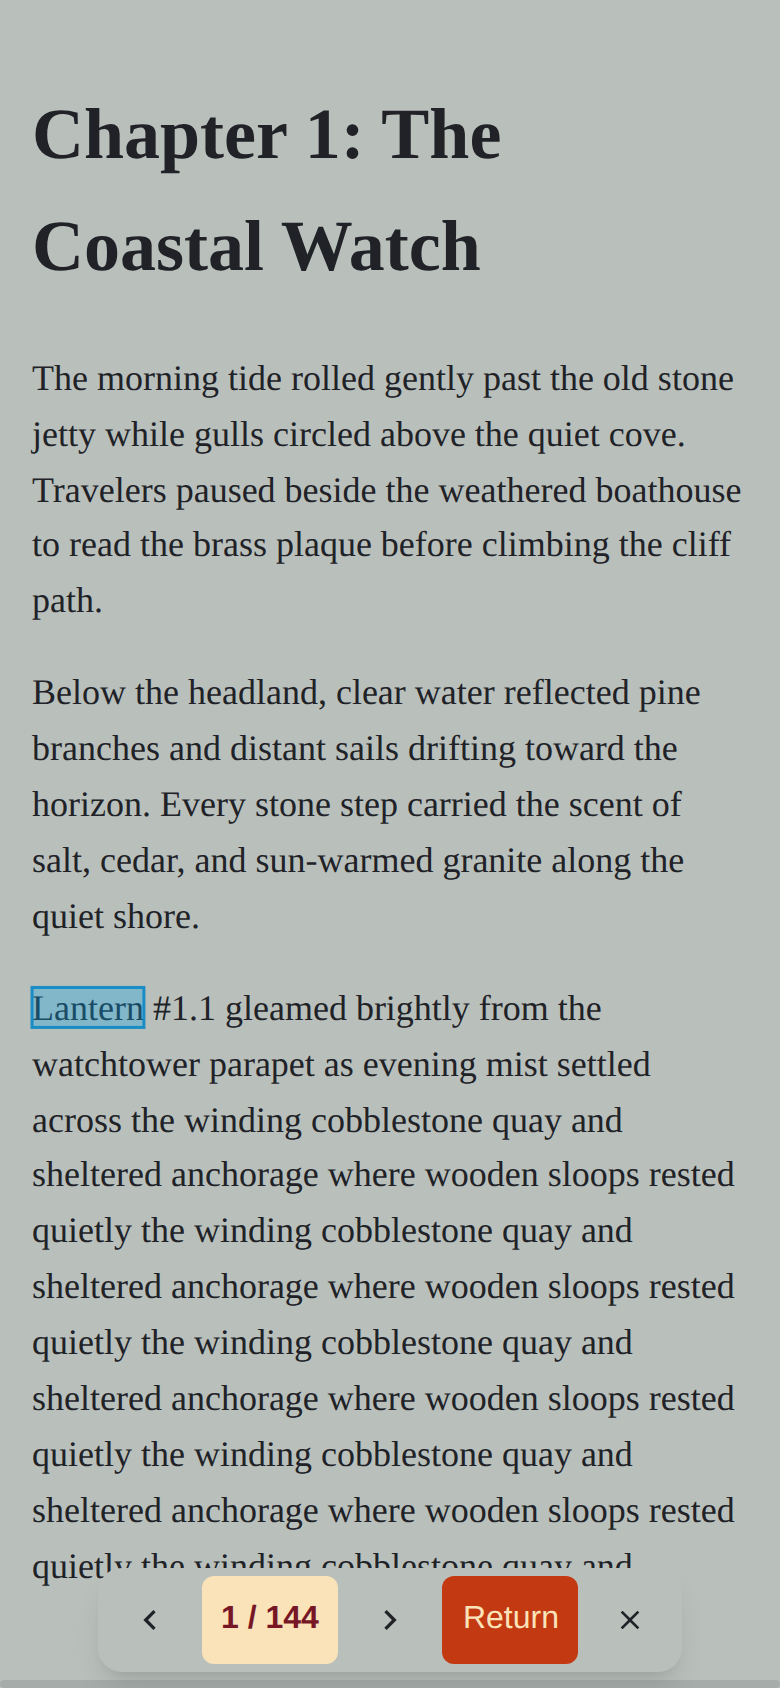 Chapter 1: The
Coastal Watch
The morning tide rolled gently past the old stone
jetty while gulls circled above the quiet cove.
Travelers paused beside the weathered boathouse
to read the brass plaque before climbing the cliff
path.
Below the headland, clear water reflected pine
branches and distant sails drifting toward the
horizon. Every stone step carried the scent of
salt, cedar, and sun-warmed granite along the
quiet shore.
Lantern #1.1 gleamed brightly from the
watchtower parapet as evening mist settled
across the winding cobblestone quay and
sheltered anchorage where wooden sloops rested
quietly the winding cobblestone quay and
sheltered anchorage where wooden sloops rested
quietly the winding cobblestone quay and
sheltered anchorage where wooden sloops rested
quietly the winding cobblestone quay and
sheltered anchorage where wooden sloops rested
quietly the winding cobblestone quay and
1 / 144
Return